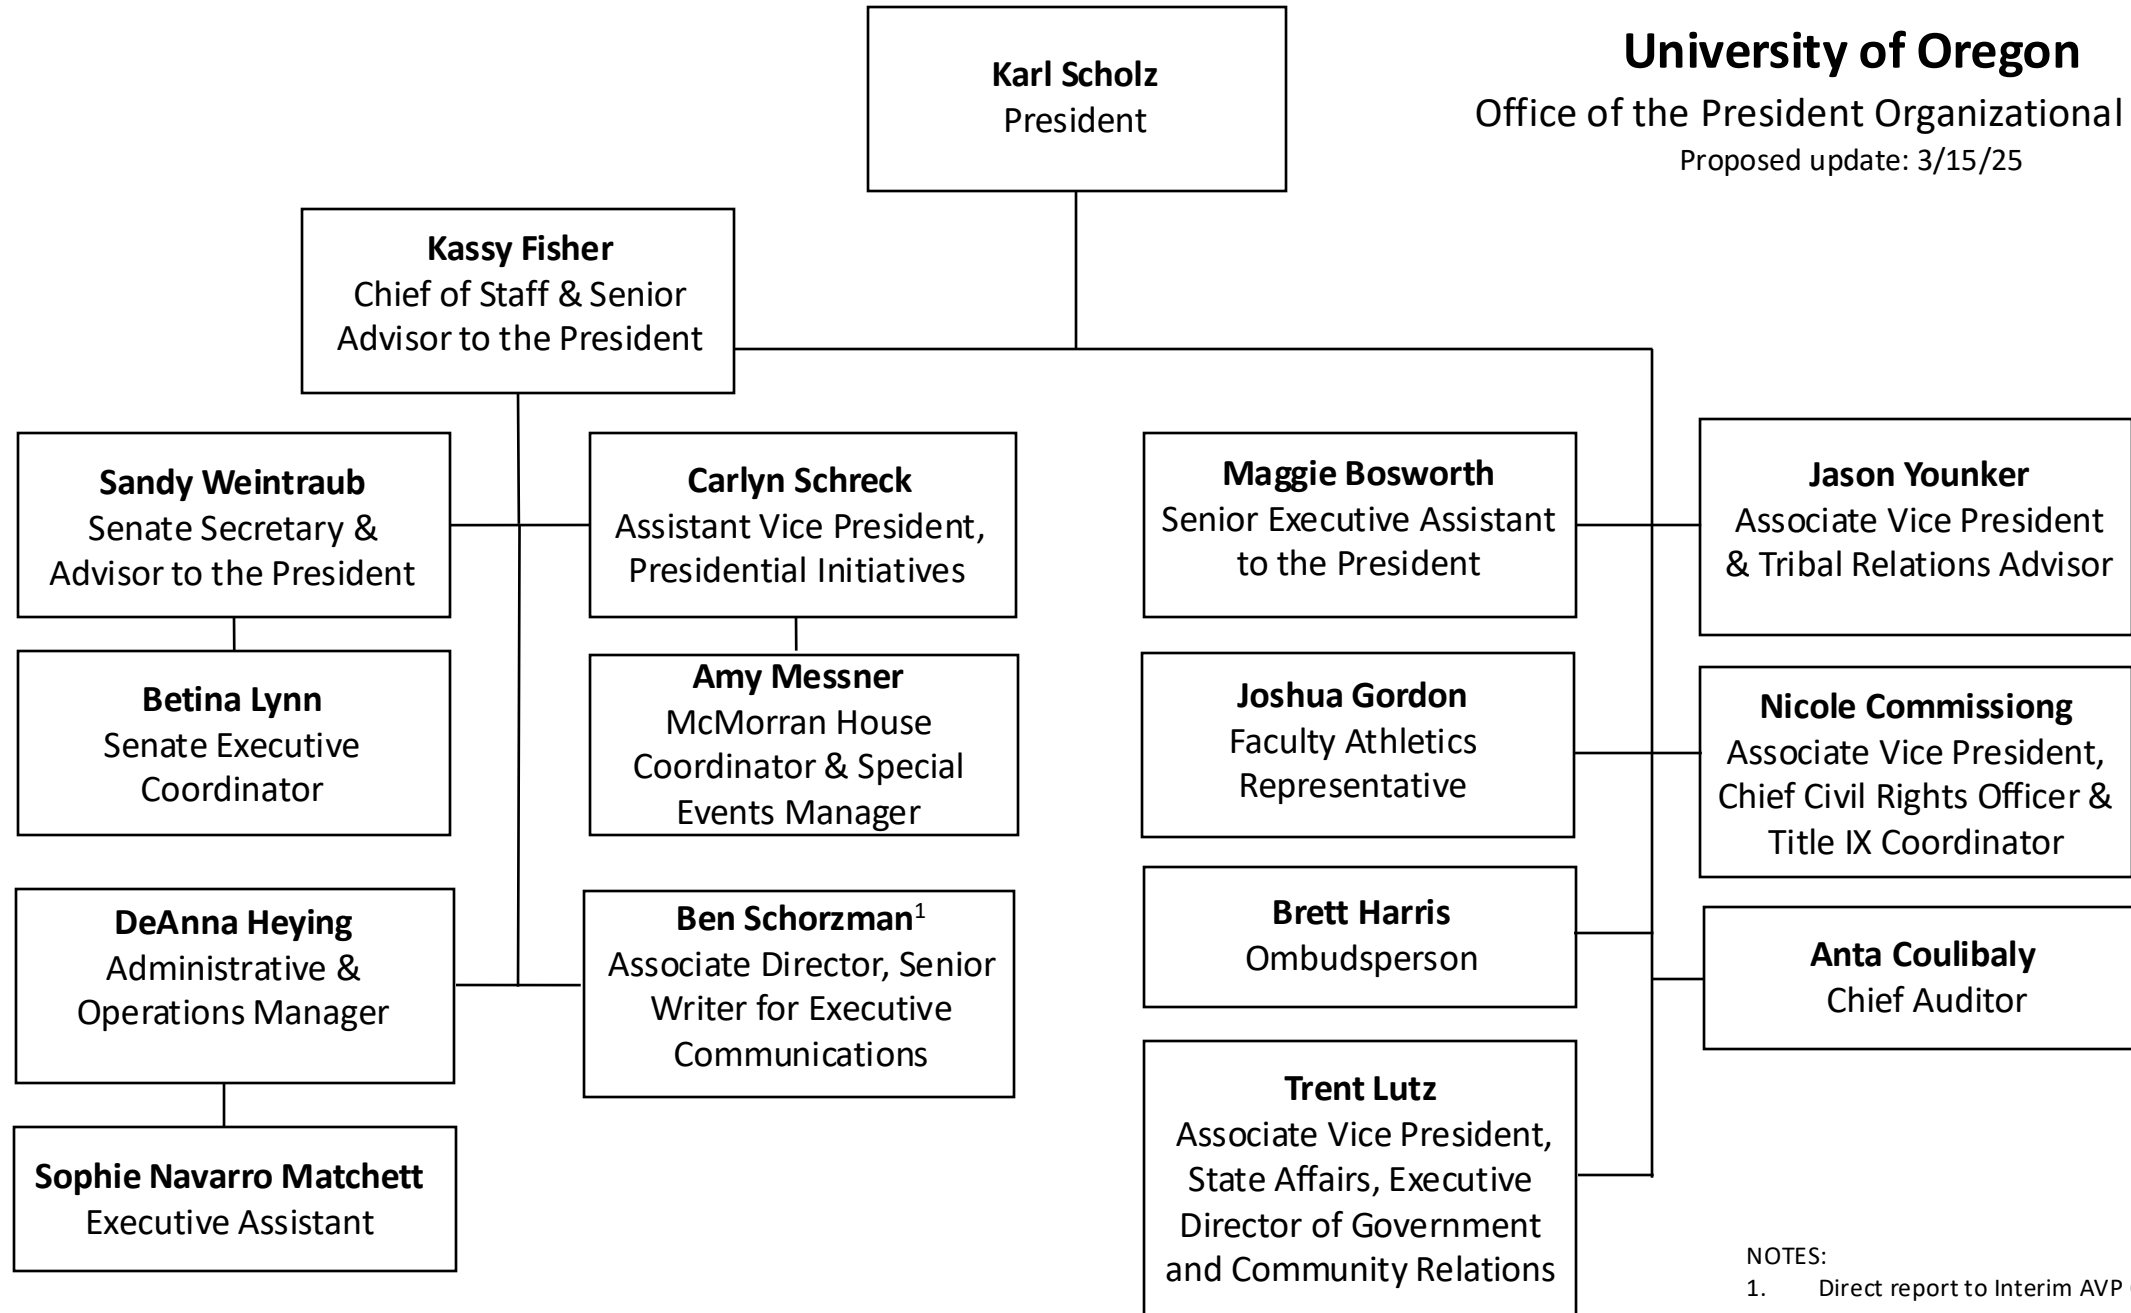 University of Oregon
Office of the President Organizational
Proposed update: 3/15/25
Karl Scholz
President
Kassy Fisher
Chief of Staff & Senior
Advisor to the President
Sandy Weintraub
Senate Secretary &
Advisor to the President
Carlyn Schreck
Assistant Vice President,
Presidential Initiatives
Maggie Bosworth
Senior Executive Assistant
to the President
Jason Younker
Associate Vice President
& Tribal Relations Advisor
Betina Lynn
Senate Executive
Coordinator
Amy Messner
McMorran House
Coordinator & Special
Events Manager
Joshua Gordon
Faculty Athletics
Representative
Nicole Commissiong
Associate Vice President,
Chief Civil Rights Officer &
Title IX Coordinator
DeAnna Heying
Administrative &
Operations Manager
Ben Schorzman¹
Associate Director, Senior
Writer for Executive
Communications
Brett Harris
Ombudsperson
Anta Coulibaly
Chief Auditor
Sophie Navarro Matchett
Executive Assistant
Trent Lutz
Associate Vice President,
State Affairs, Executive
Director of Government
and Community Relations
NOTES:
1. Direct report to Interim AVP